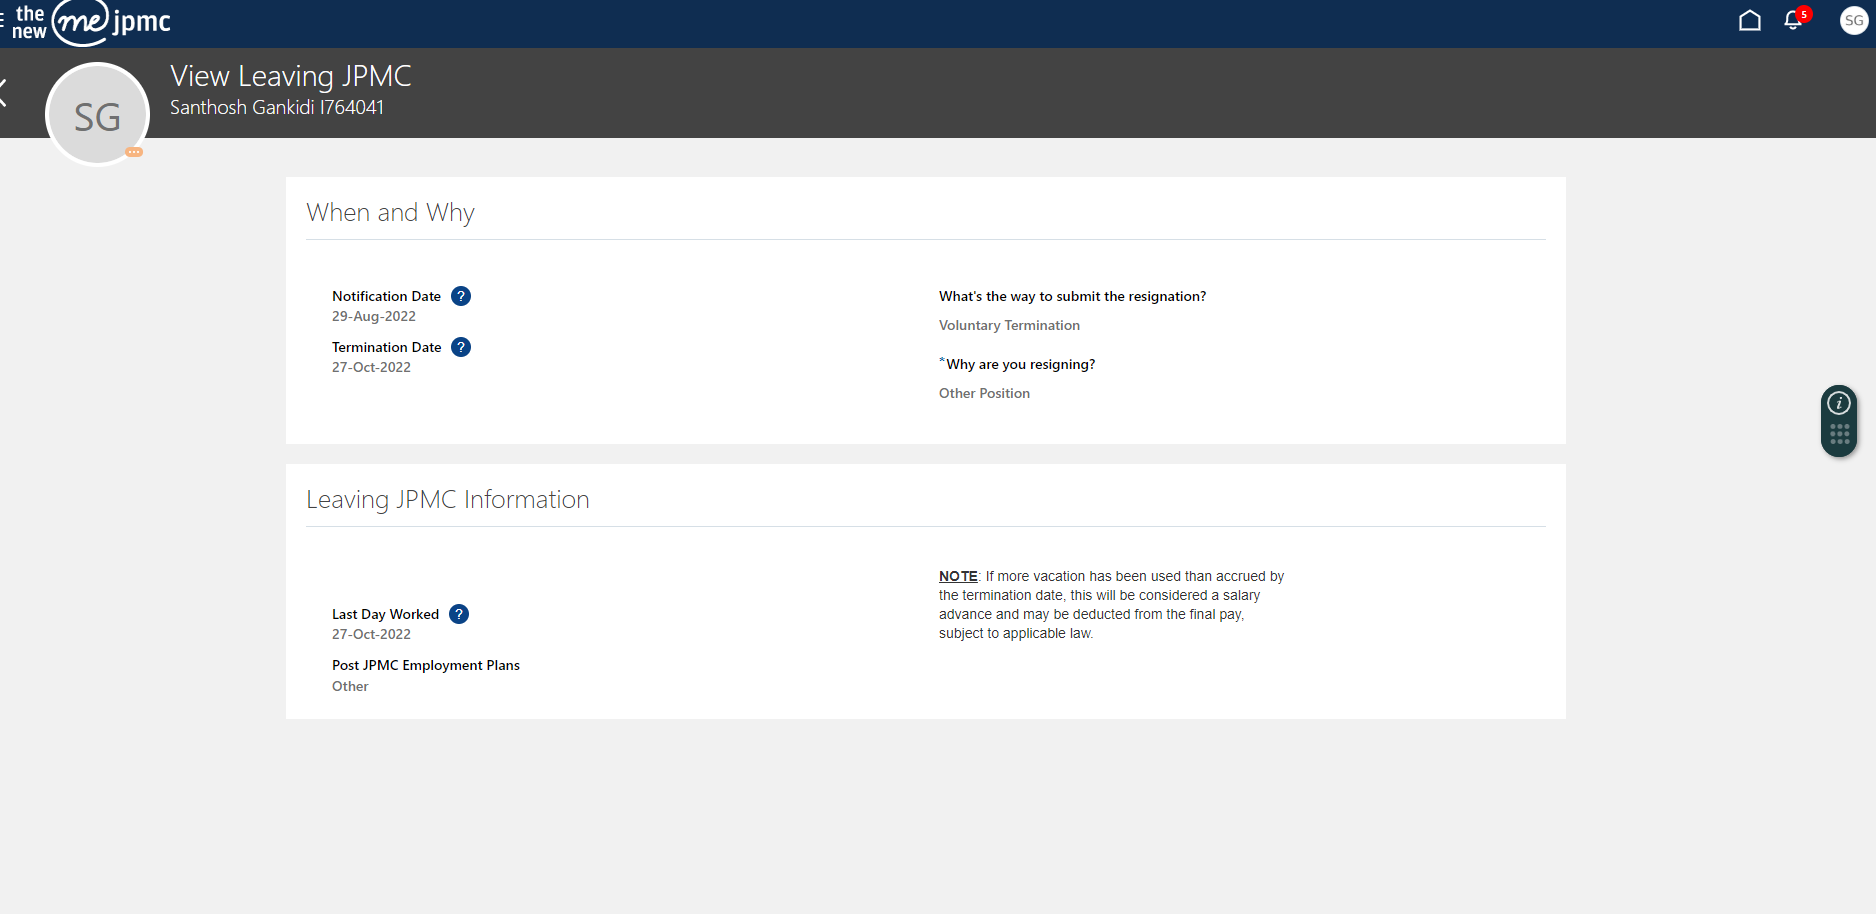 the new me jpmc
5
SG
SG
View Leaving JPMC
Santhosh Gankidi I764041
When and Why
Notification Date ?
29-Aug-2022
Termination Date ?
27-Oct-2022
What's the way to submit the resignation?
Voluntary Termination
*Why are you resigning?
Other Position
i
Leaving JPMC Information
Last Day Worked ?
27-Oct-2022
Post JPMC Employment Plans
Other
NOTE: If more vacation has been used than accrued by
the termination date, this will be considered a salary
advance and may be deducted from the final pay,
subject to applicable law.